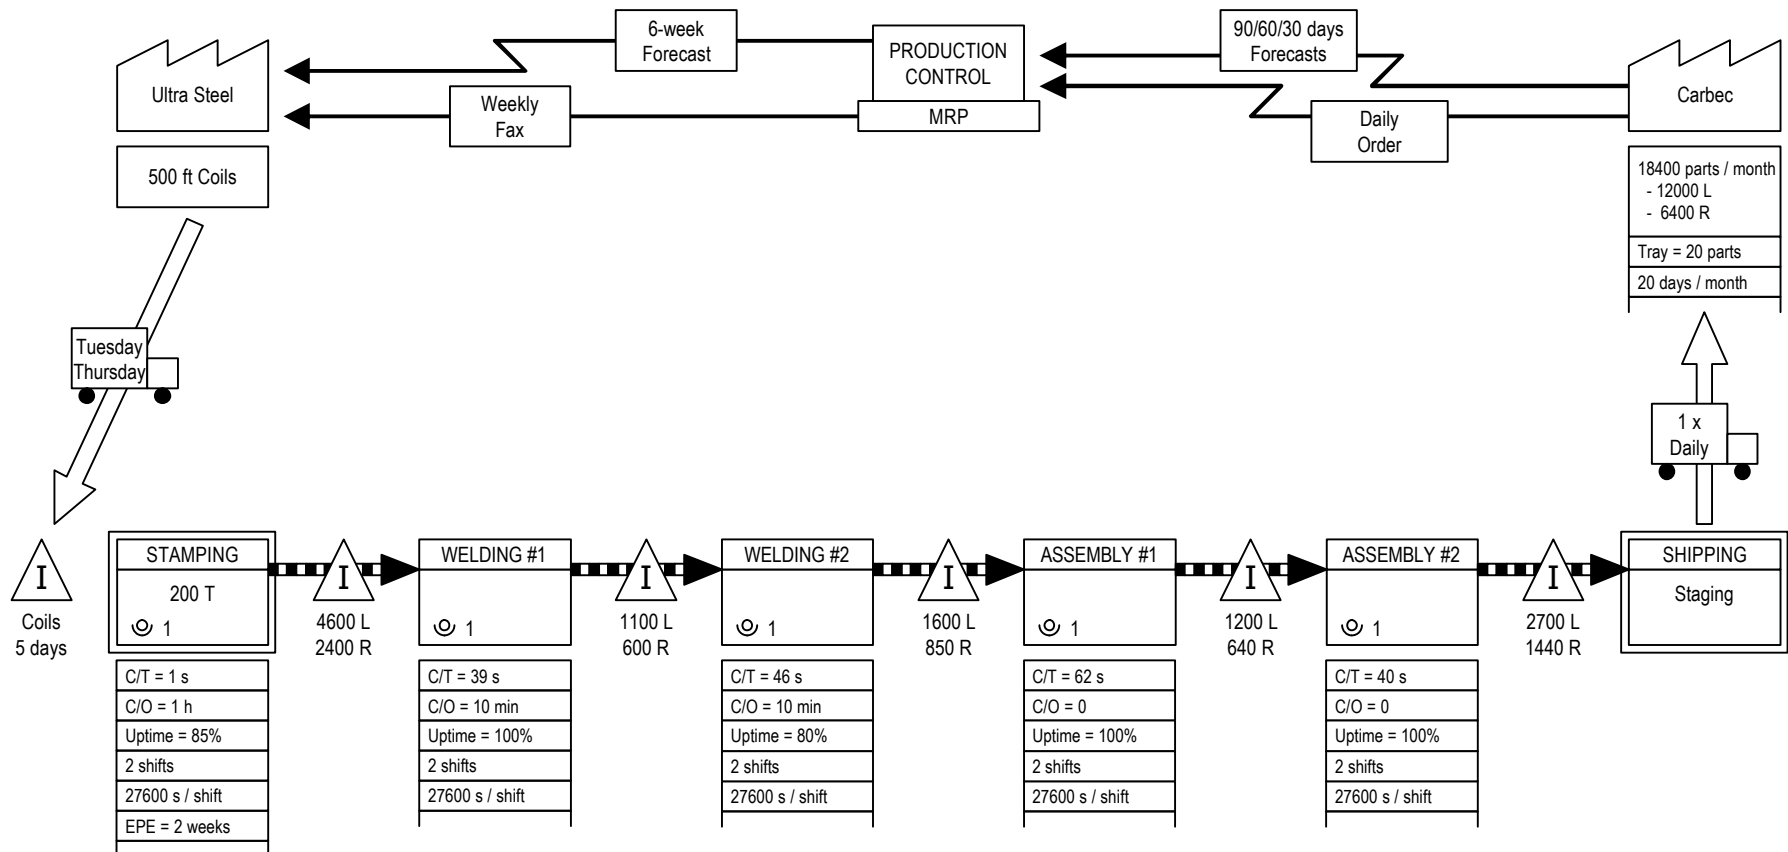 6-week
Forecast
90/60/30 days
Forecasts
PRODUCTION
CONTROL
MRP
Ultra Steel
Weekly
Fax
Daily
Order
Carbec
500 ft Coils
18400 parts / month
- 12000 L
- 6400 R
Tray = 20 parts
20 days / month
Tuesday
Thursday
1 x
Daily
I
Coils
5 days
STAMPING
200 T
1
C/T = 1 s
C/O = 1 h
Uptime = 85%
2 shifts
27600 s / shift
EPE = 2 weeks
I
4600 L
2400 R
WELDING #1
1
C/T = 39 s
C/O = 10 min
Uptime = 100%
2 shifts
27600 s / shift
I
1100 L
600 R
WELDING #2
1
C/T = 46 s
C/O = 10 min
Uptime = 80%
2 shifts
27600 s / shift
I
1600 L
850 R
ASSEMBLY #1
1
C/T = 62 s
C/O = 0
Uptime = 100%
2 shifts
27600 s / shift
I
1200 L
640 R
ASSEMBLY #2
1
C/T = 40 s
C/O = 0
Uptime = 100%
2 shifts
27600 s / shift
I
2700 L
1440 R
SHIPPING
Staging